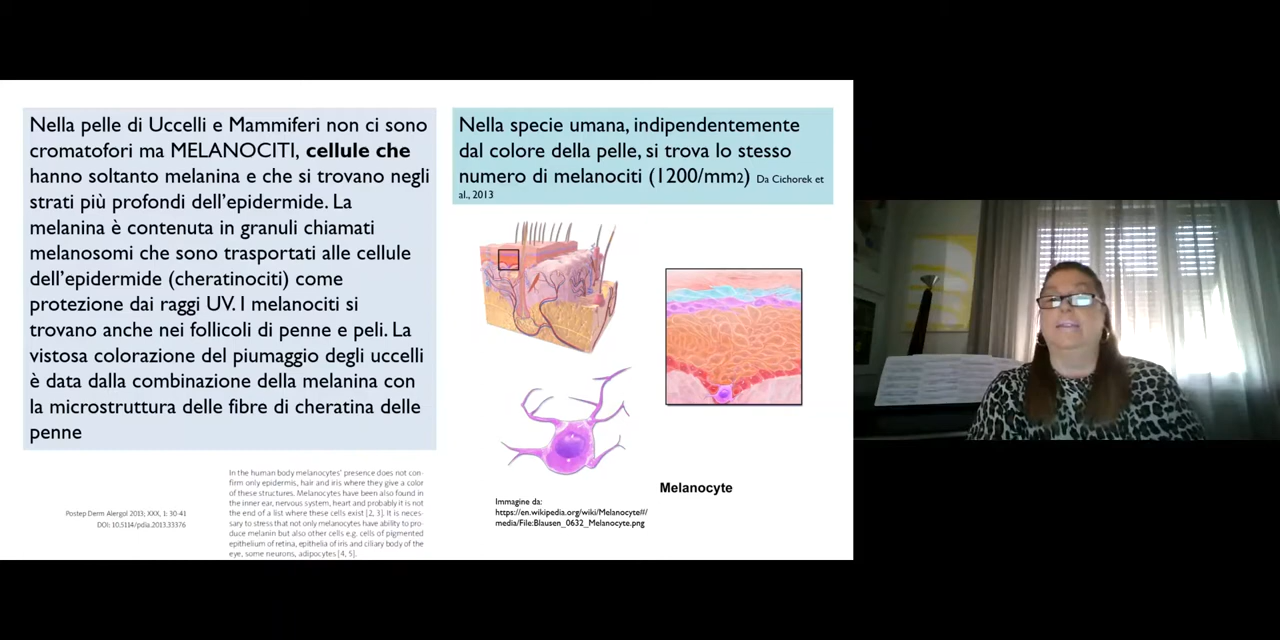 Nella pelle di Uccelli e Mammiferi non ci sono
cromatofori ma MELANOCITI, cellule che
hanno soltanto melanina e che si trovano negli
strati più profondi dell'epidermide. La
melanina è contenuta in granuli chiamati
melanosomi che sono trasportati alle cellule
dell'epidermide (cheratinociti) come
protezione dai raggi UV. I melanociti si
trovano anche nei follicoli di penne e peli. La
vistosa colorazione del piumaggio degli uccelli
è data dalla combinazione della melanina con
la microstruttura delle fibre di cheratina delle
penne
Nella specie umana, indipendentemente
dal colore della pelle, si trova lo stesso
numero di melanociti (1200/mm2) Da Cichorek et
al., 2013
Postep Derm Alergol 2013; XXX, 1: 30-41
DOI: 10.5114/pdia.2013.33376
In the human body melanocytes' presence does not con-
firm only epidermis, hair and iris where they give a color
of these structures. Melanocytes have been also found in
the inner ear, nervous system, heart and probably it is not
the end of a list where these cells exist [2, 3]. It is neces-
sary to stress that not only melanocytes have ability to pro-
duce melanin but also other cells e.g. cells of pigmented
epithelium of retina, epithelia of iris and ciliary body of the
eye, some neurons, adipocytes [4, 5].
Immagine da:
https://en.wikipedia.org/wiki/Melanocyte#/
media/File:Blausen_0632_Melanocyte.png
Melanocyte